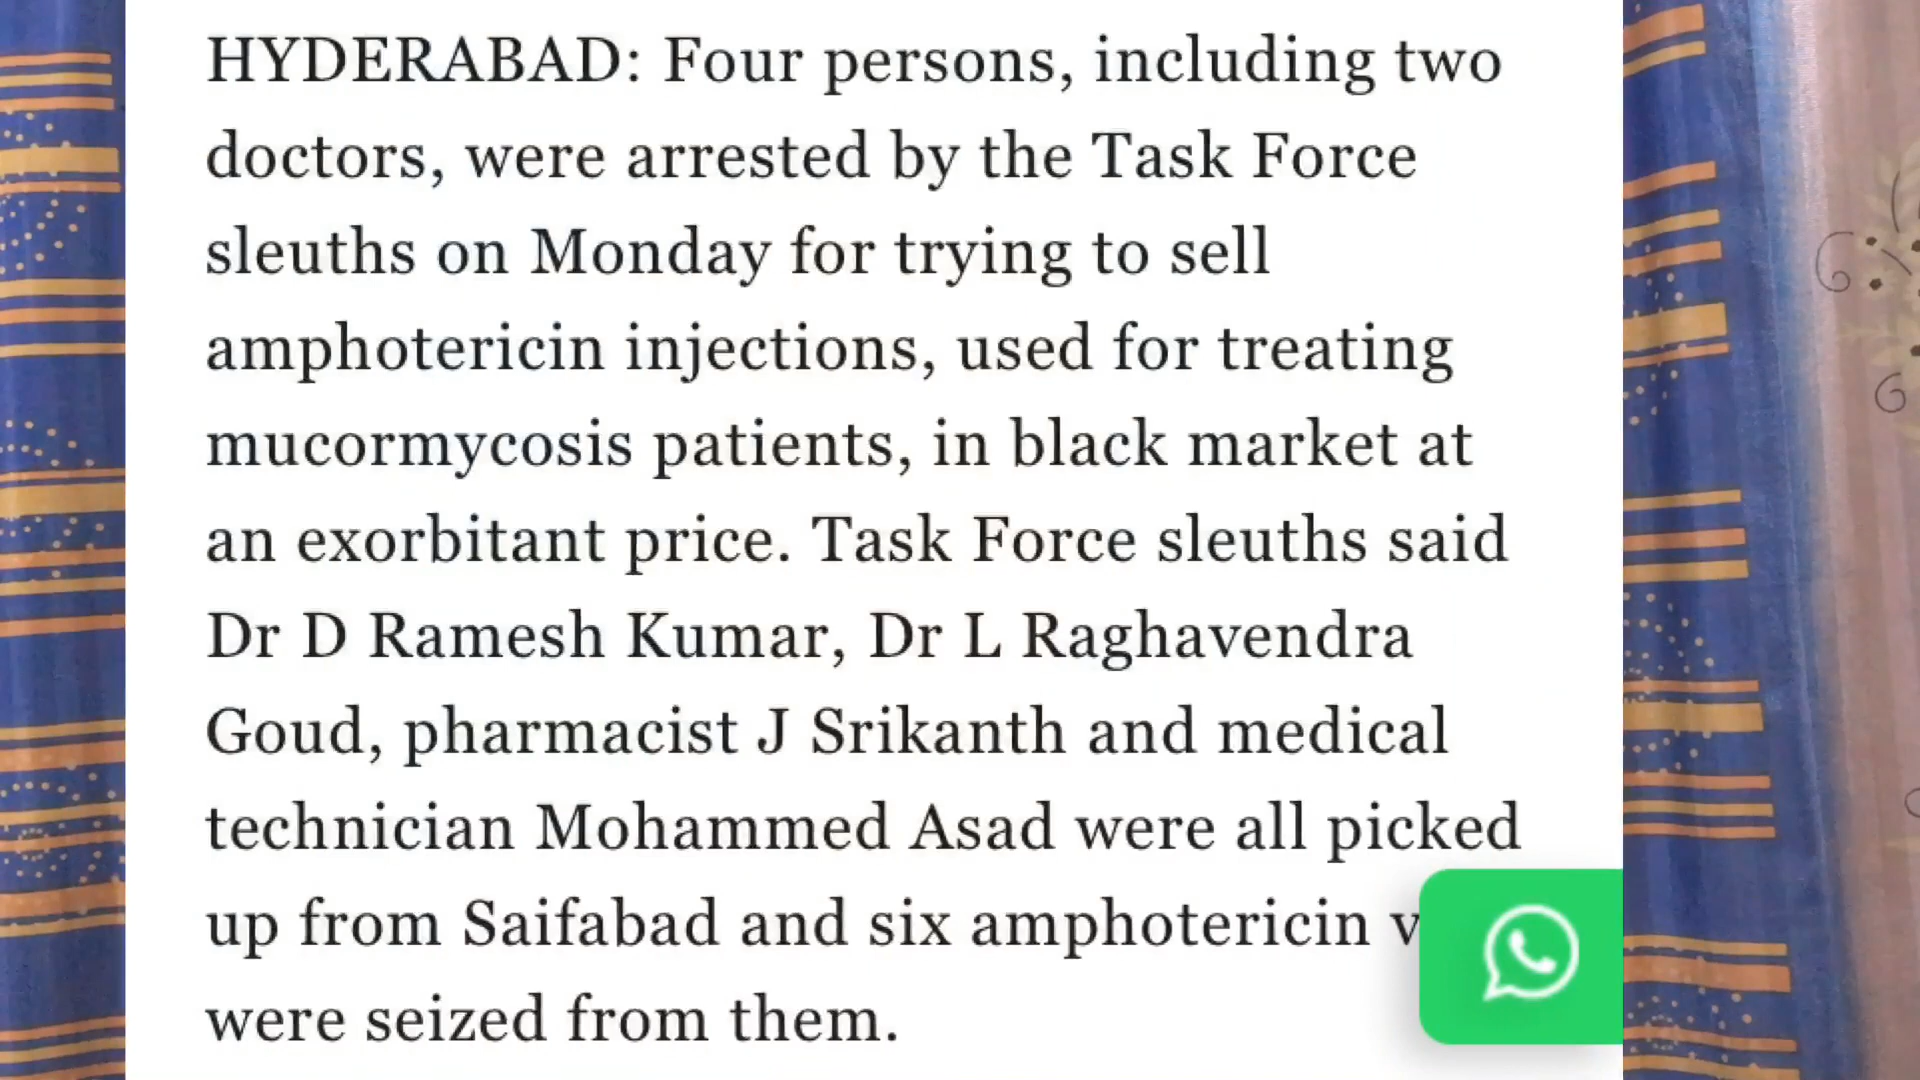 HYDERABAD: Four persons, including two
doctors, were arrested by the Task Force
sleuths on Monday for trying to sell
amphotericin injections, used for treating
mucormycosis patients, in black market at
an exorbitant price. Task Force sleuths said
Dr D Ramesh Kumar, Dr L Raghavendra
Goud, pharmacist J Srikanth and medical
technician Mohammed Asad were all picked
up from Saifabad and six amphotericin
were seized from them.